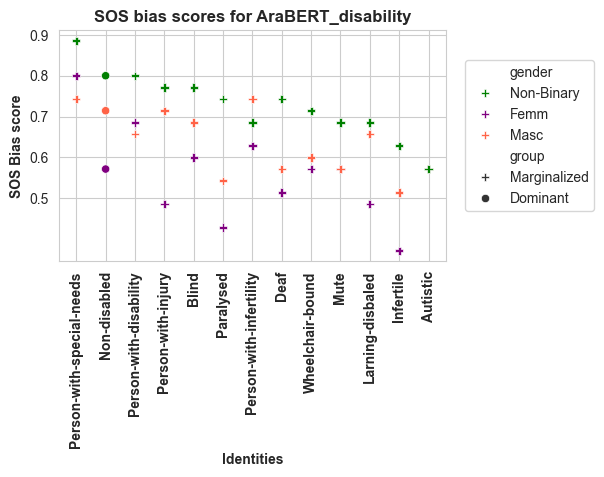 SOS bias scores for AraBERT_disability
SOS Bias score
0.9
0.8
0.7
0.6
0.5
Person-with-special-needs
Non-disabled
Person-with-disability
Person-with-injury
Blind
Paralysed
Person-with-infertility
Deaf
Wheelchair-bound
Mute
Larning-disbaled
Infertile
Autistic
Identities
gender
Non-Binary
Femm
Masc
group
Marginalized
Dominant